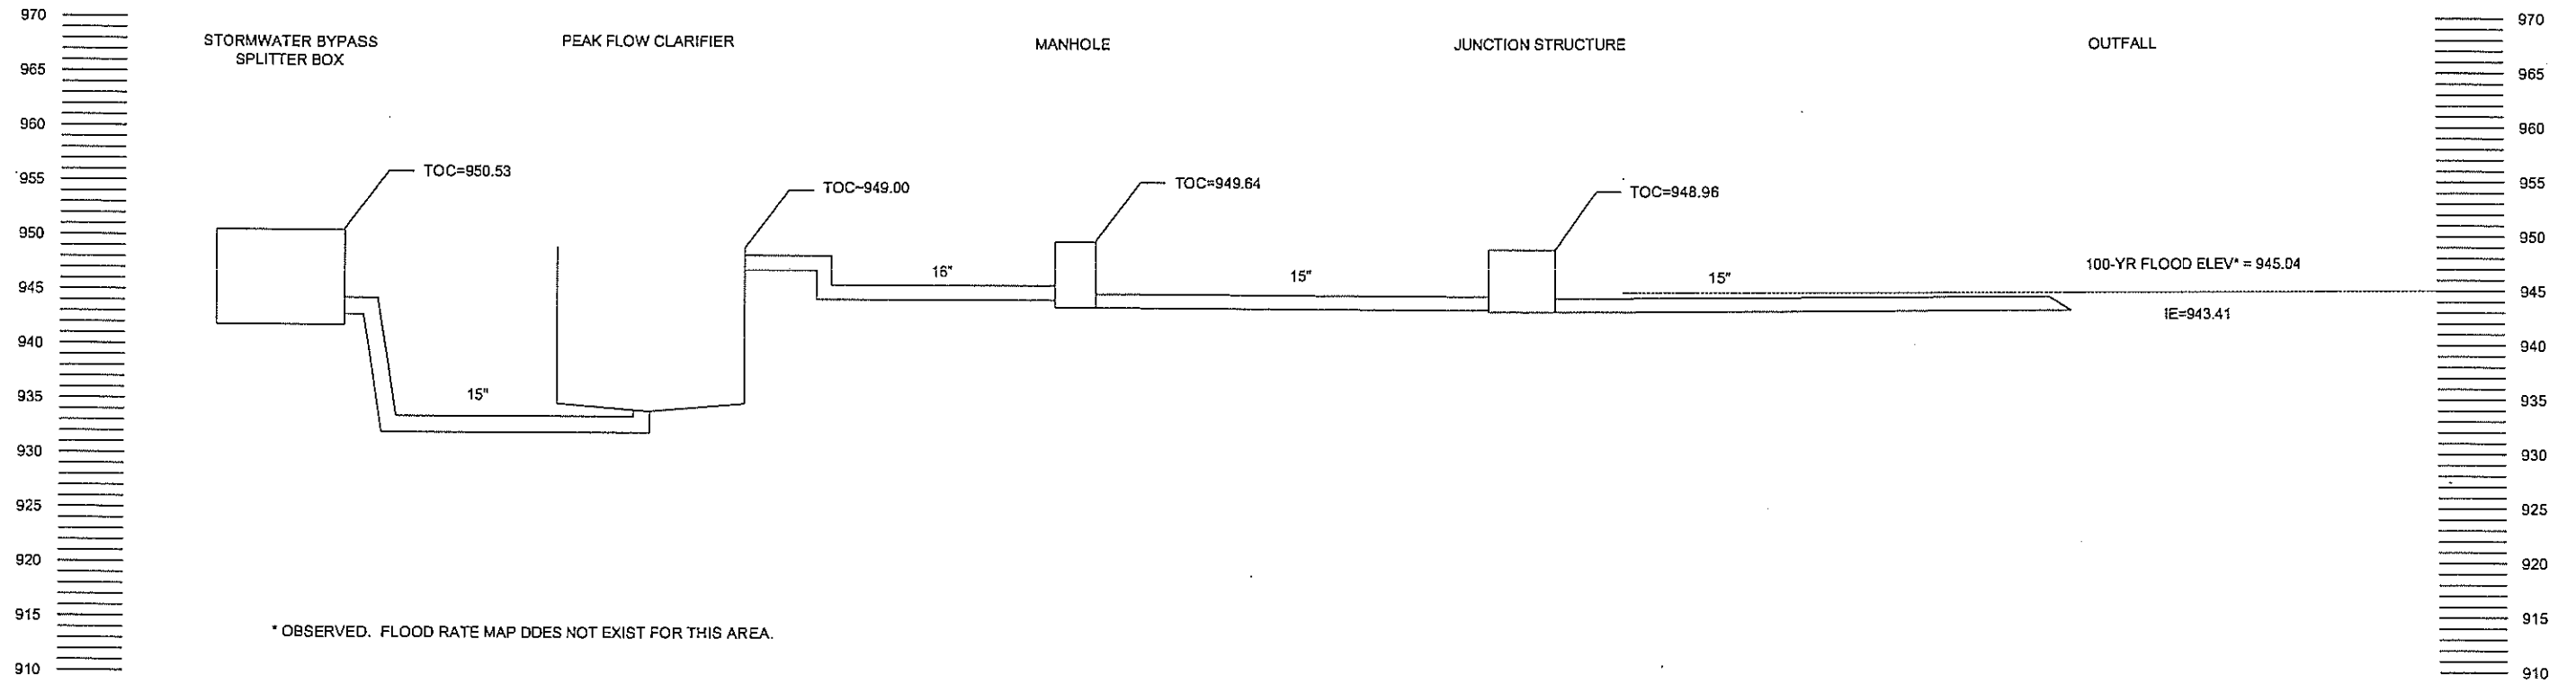 970
965
960
955
950
945
940
935
930
925
920
915
910
STORMWATER BYPASS
SPLITTER BOX
PEAK FLOW CLARIFIER
MANHOLE
JUNCTION STRUCTURE
OUTFALL
TOC=950.53
TOC~949.00
TOC=949.64
TOC=948.96
15"
16"
15"
15"
100-YR FLOOD ELEV* = 945.04
IE=943.41
* OBSERVED. FLOOD RATE MAP DDES NOT EXIST FOR THIS AREA.
970
965
960
955
950
945
940
935
930
925
920
915
910